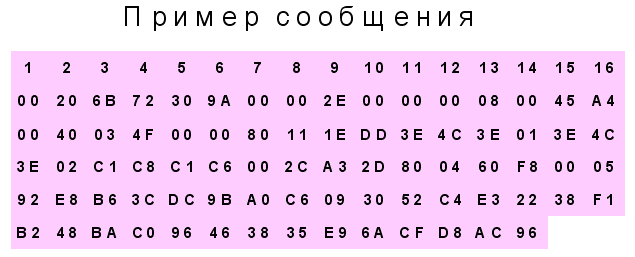 Пример сообщения
1 2 3 4 5 6 7 8 9 10 11 12 13 14 15 16
00 20 6B 72 30 9A 00 00 2E 00 00 00 08 00 45 A4
00 40 03 4F 00 00 80 11 1E DD 3E 4C 3E 01 3E 4C
3E 02 C1 C8 C1 C6 00 2C A3 2D 80 04 60 F8 00 05
92 E8 B6 3C DC 9B A0 C6 09 30 52 C4 E3 22 38 F1
B2 48 BA C0 96 46 38 35 E9 6A CF D8 AC 96